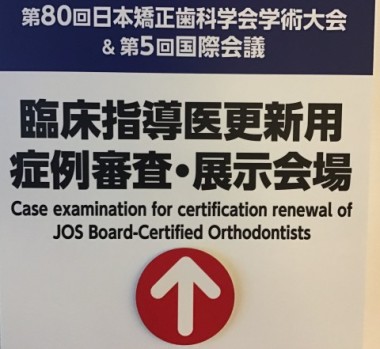 第80回日本矯正歯科学会学術大会
& 第5回国際会議
臨床指導医更新用
症例審査・展示会場
Case examination for certification renewal of
JOS Board-Certified Orthodontists